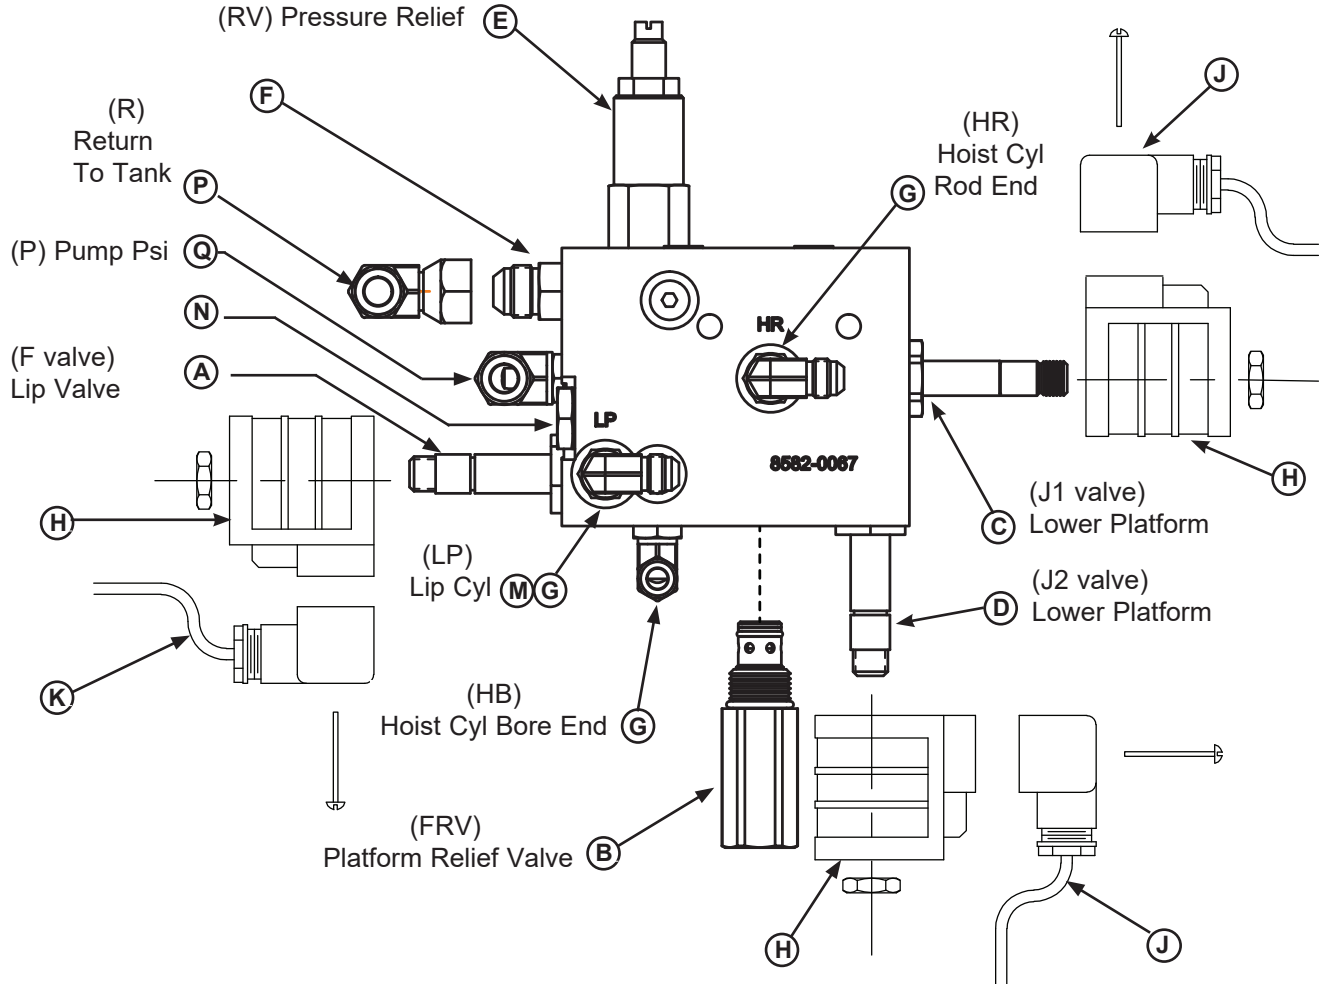 (RV) Pressure Relief
E
J
F
(R)
Return
To Tank
P
(HR)
Hoist Cyl
Rod End
G
(P) Pump Psi
Q
N
HR
(F valve)
Lip Valve
A
LP
8582-0067
H
H
(J1 valve)
Lower Platform
C
(LP)
Lip Cyl
M
G
(J2 valve)
Lower Platform
D
K
(HB)
Hoist Cyl Bore End
G
(FRV)
Platform Relief Valve
B
H
J